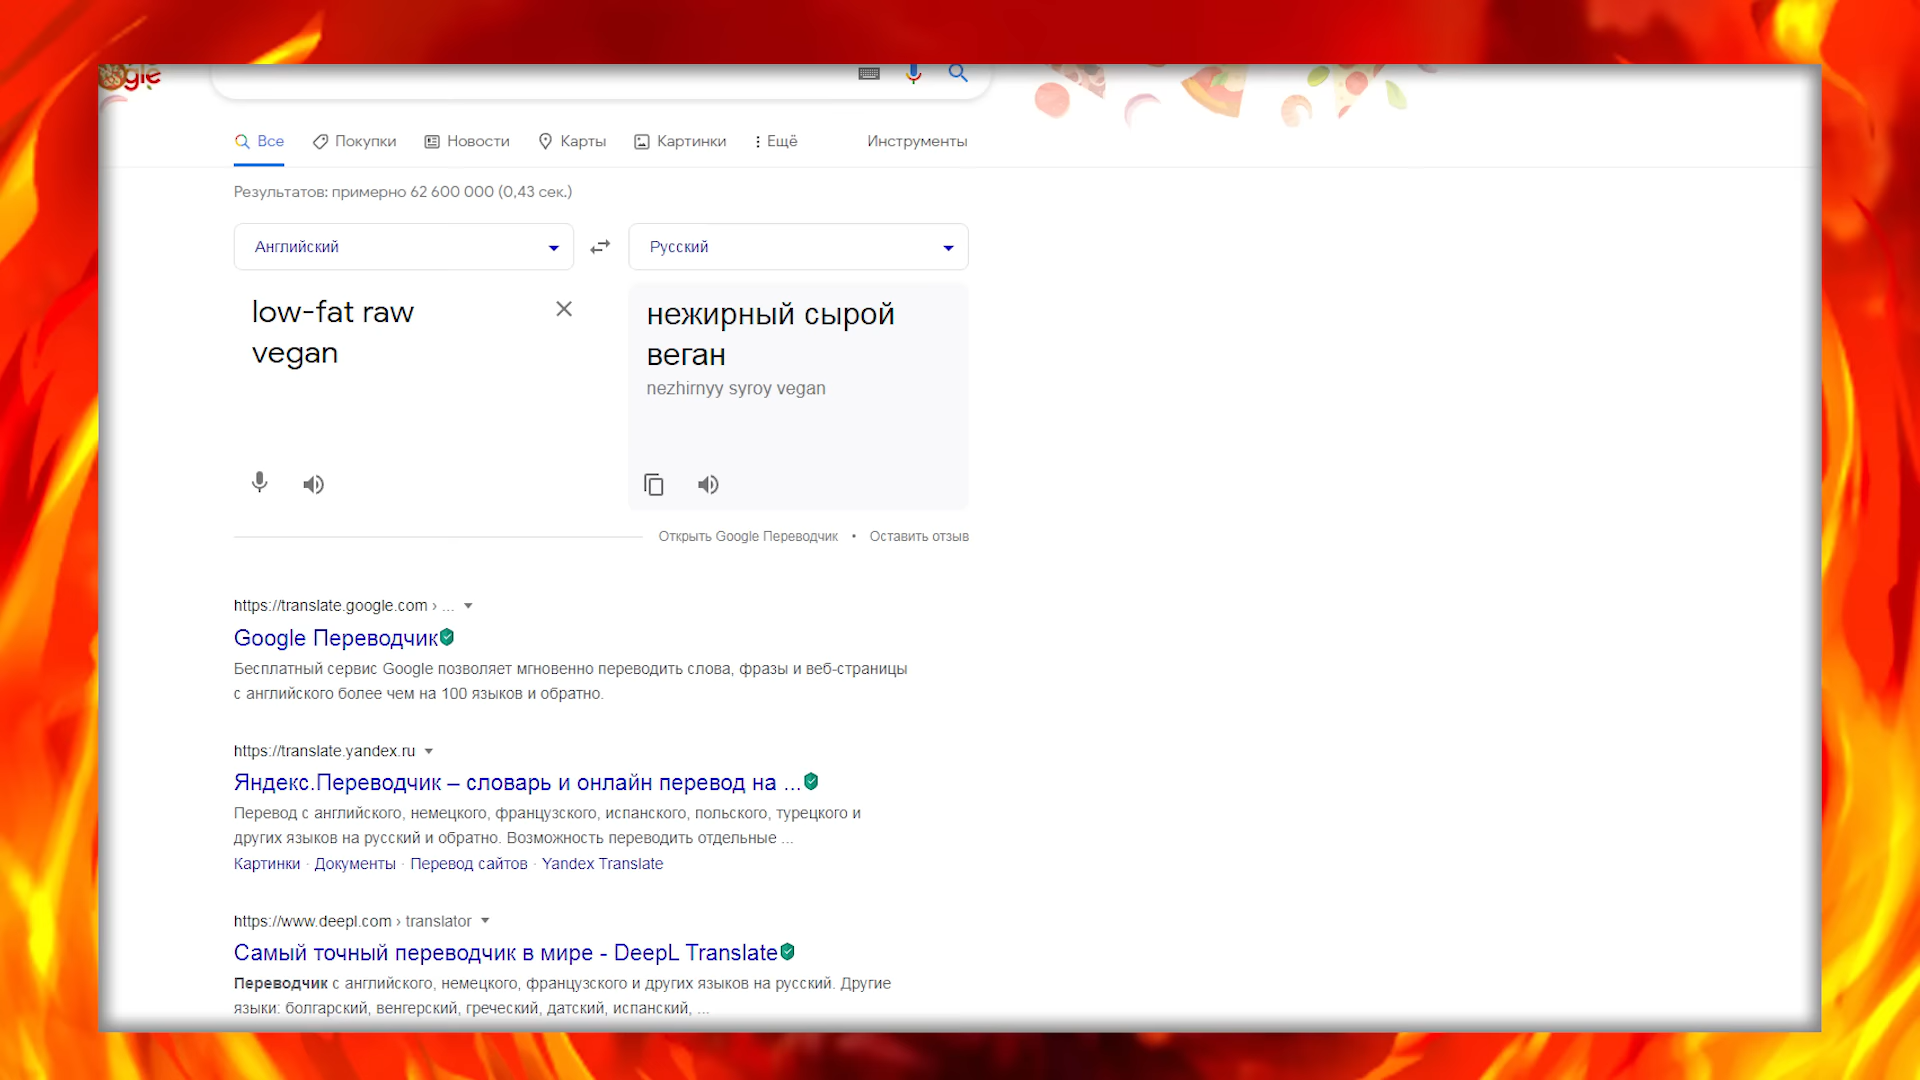 gle
Все Покупки Новости Карты Картинки Ещё Инструменты
Результатов: примерно 62 600 000 (0,43 сек.)
Английский Русский
low-fat raw
vegan
нежирный сырой
веган
nezhirnyy syroy vegan
Открыть Google Переводчик • Оставить отзыв
https://translate.google.com › ...
Google Переводчик
Бесплатный сервис Google позволяет мгновенно переводить слова, фразы и веб-страницы
с английского более чем на 100 языков и обратно.
https://translate.yandex.ru
Яндекс.Переводчик – словарь и онлайн перевод на ...
Перевод с английского, немецкого, французского, испанского, польского, турецкого и
других языков на русский и обратно. Возможность переводить отдельные ...
Картинки · Документы · Перевод сайтов · Yandex Translate
https://www.deepl.com › translator
Самый точный переводчик в мире - DeepL Translate
Переводчик с английского, немецкого, французского и других языков на русский. Другие
языки: болгарский, венгерский, греческий, датский, испанский, ...